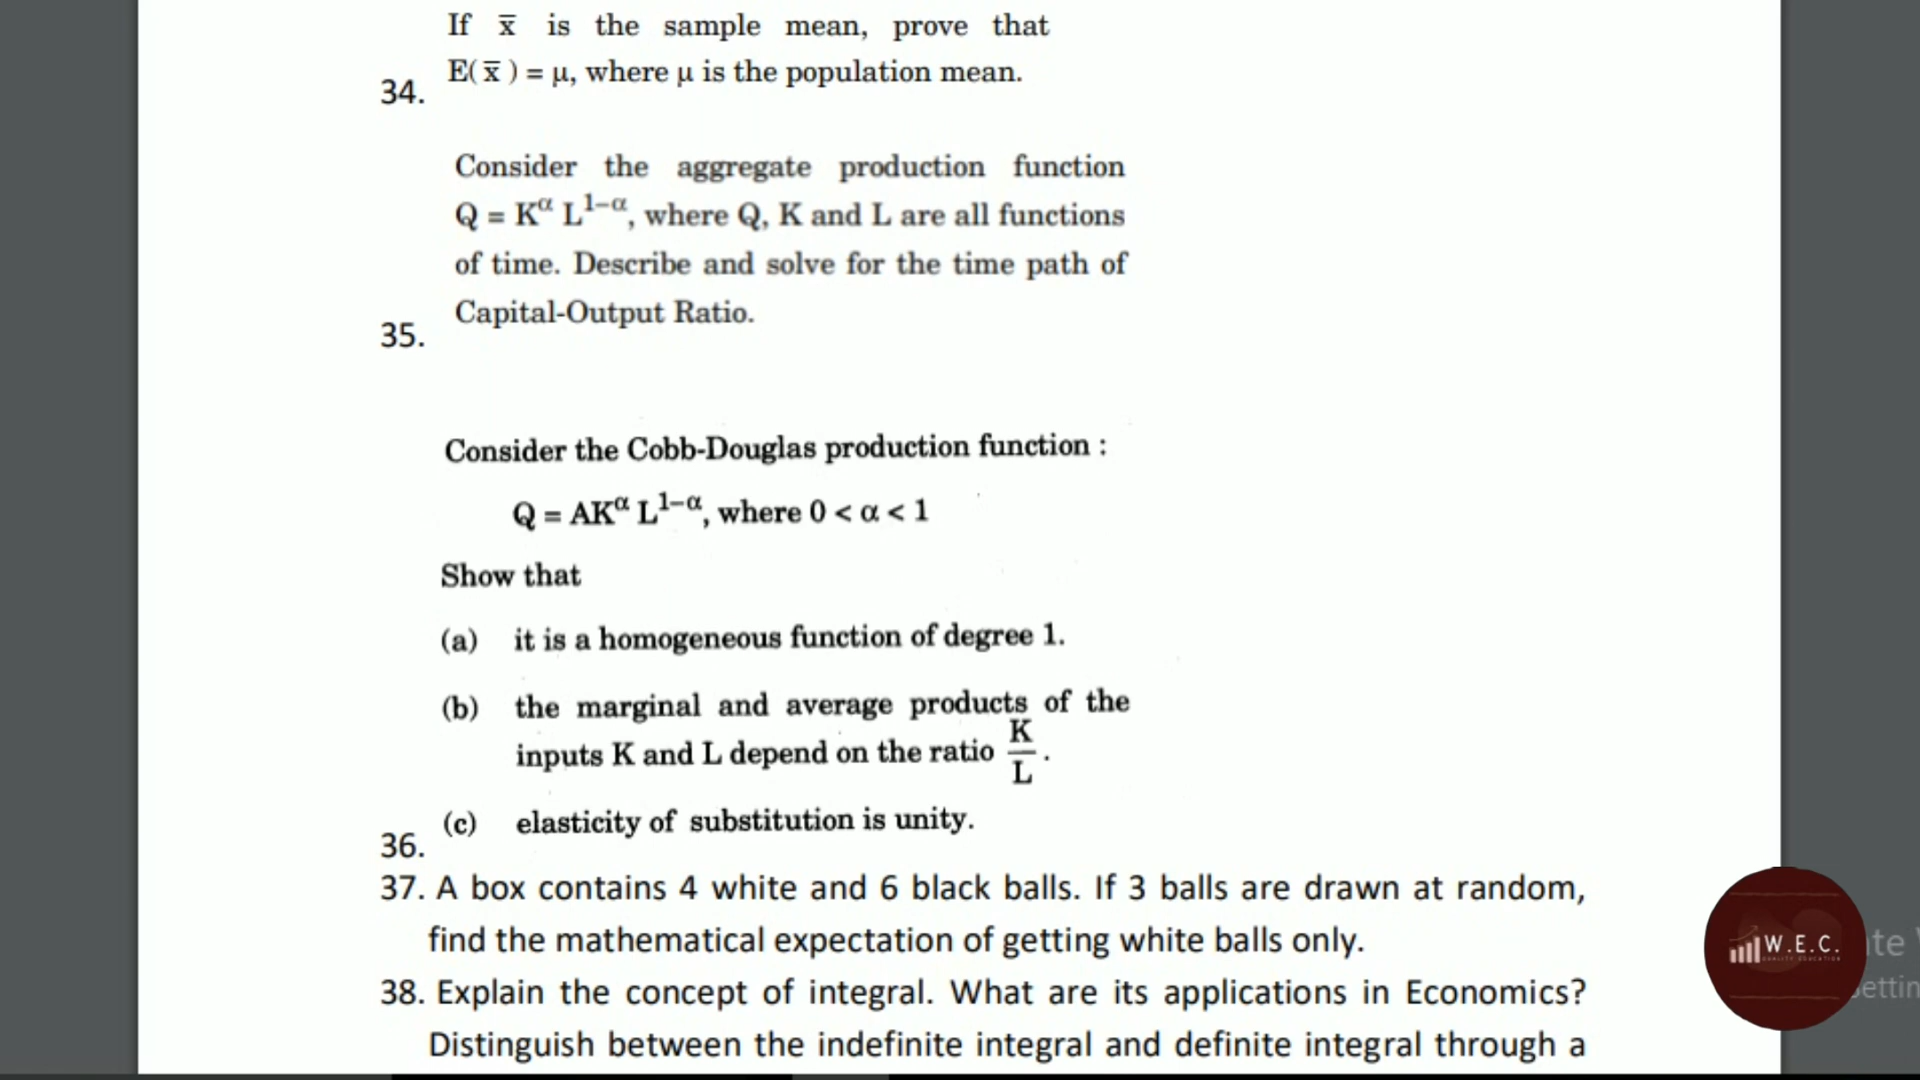 If x̄ is the sample mean, prove that
E( x̄ ) = μ, where μ is the population mean.
34.
Consider the aggregate production function
Q = K^α L^1–α, where Q, K and L are all functions
of time. Describe and solve for the time path of
Capital-Output Ratio.
35.
Consider the Cobb-Douglas production function :
Q = AK^α L^1–α, where 0 < α < 1
Show that
(a) it is a homogeneous function of degree 1.
(b) the marginal and average products of the
inputs K and L depend on the ratio K/L .
(c) elasticity of substitution is unity.
36.
37. A box contains 4 white and 6 black balls. If 3 balls are drawn at random,
find the mathematical expectation of getting white balls only.
38. Explain the concept of integral. What are its applications in Economics?
Distinguish between the indefinite integral and definite integral through a
W.E.C.